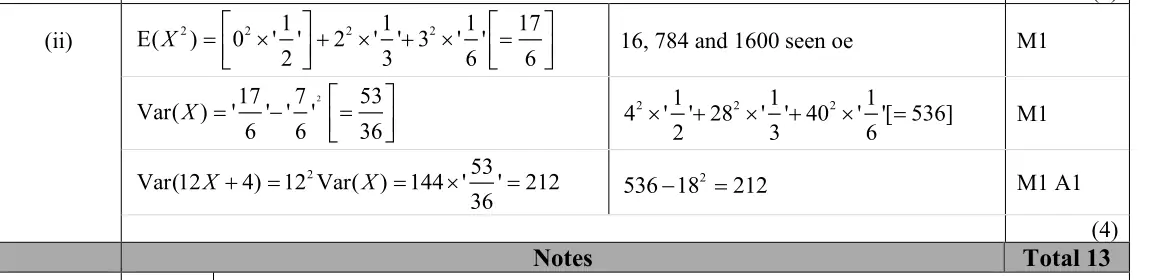 (ii) E(X²) = [0² × '1/2'] + 2² × '1/3' + 3² × '1/6' [= 17/6] 16, 784 and 1600 seen oe M1
Var(X) = '17/6' − '7/6'² [= 53/36] 4² × '1/2' + 28² × '1/3' + 40² × '1/6' [= 536] M1
Var(12X + 4) = 12² Var(X) = 144 × '53/36' = 212 536 − 18² = 212 M1 A1
(4)
Notes Total 13